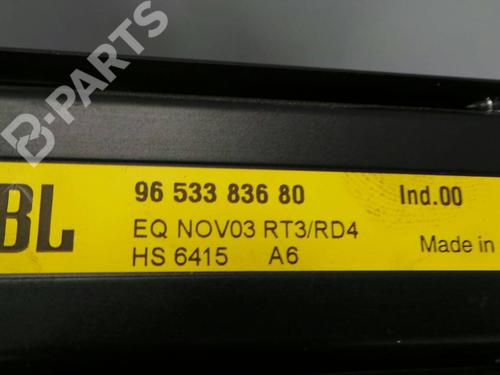 B-PARTS
BL
96 533 836 80 Ind.00
EQ NOV03 RT3/RD4
HS 6415 A6 Made in